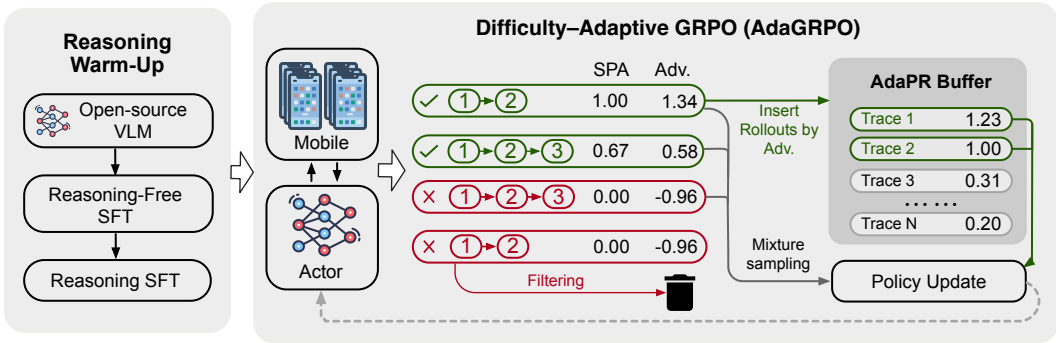 Reasoning
Warm-Up
Open-source
VLM
Reasoning-Free
SFT
Reasoning SFT
Difficulty–Adaptive GRPO (AdaGRPO)
Mobile
Actor
SPA Adv.
1 2 1.00 1.34
1 2 3 0.67 0.58
1 2 3 0.00 -0.96
1 2 0.00 -0.96
Filtering
Insert
Rollouts by
Adv.
Mixture
sampling
AdaPR Buffer
Trace 1 1.23
Trace 2 1.00
Trace 3 0.31
... ...
Trace N 0.20
Policy Update